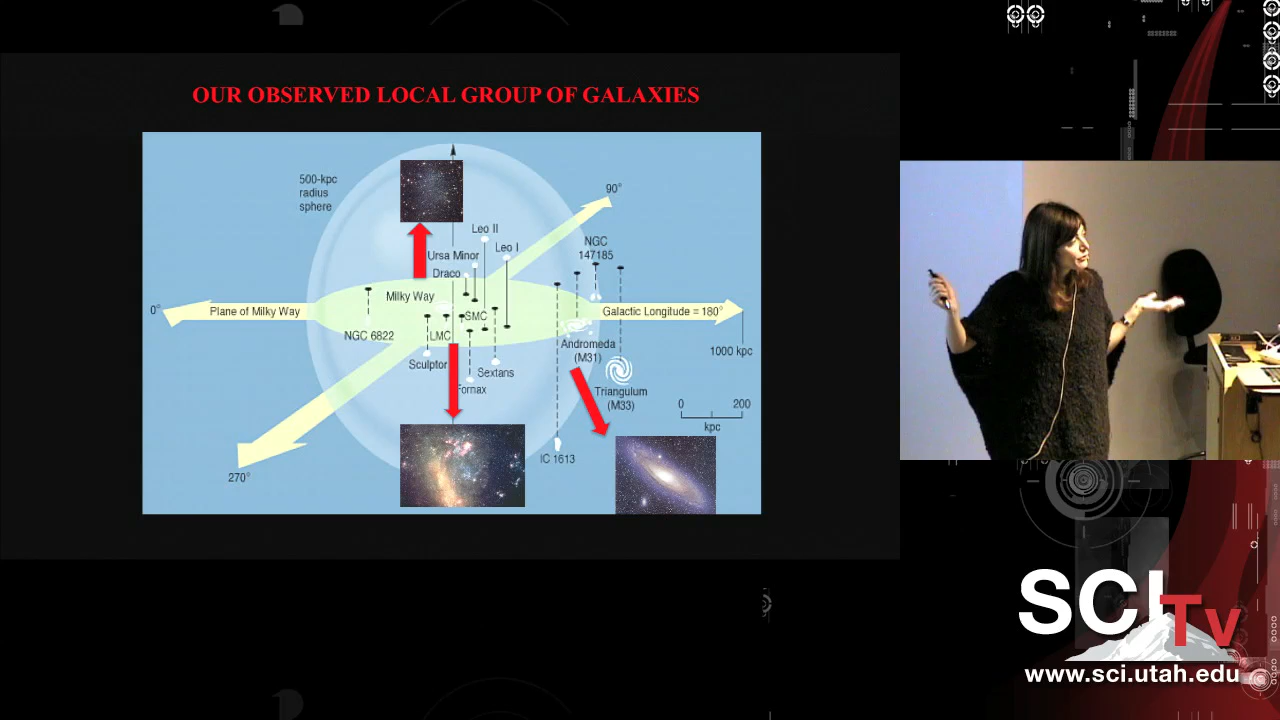 OUR OBSERVED LOCAL GROUP OF GALAXIES
500-kpc
radius
sphere
90°
Leo II
NGC
147185
Leo I
Ursa Minor
Draco
Milky Way
0°
Plane of Milky Way
SMC
Galactic Longitude = 180°
NGC 6822
LMC
Andromeda
(M31)
1000 kpc
Sculptor
Sextans
Fornax
Triangulum
(M33)
0
200
kpc
IC 1613
270°
SCI
Tv
www.sci.utah.edu